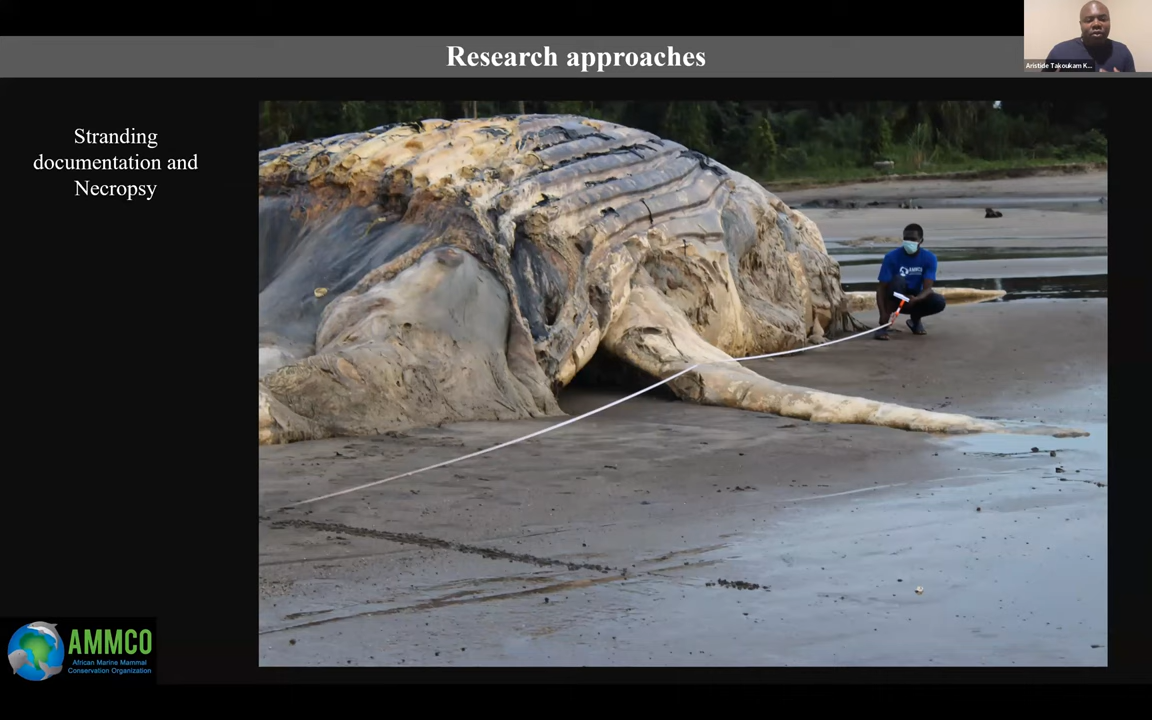 Research approaches
Aristide Takoukam K...
Stranding
documentation and
Necropsy
AMMCO
African Marine Mammal
Conservation Organization